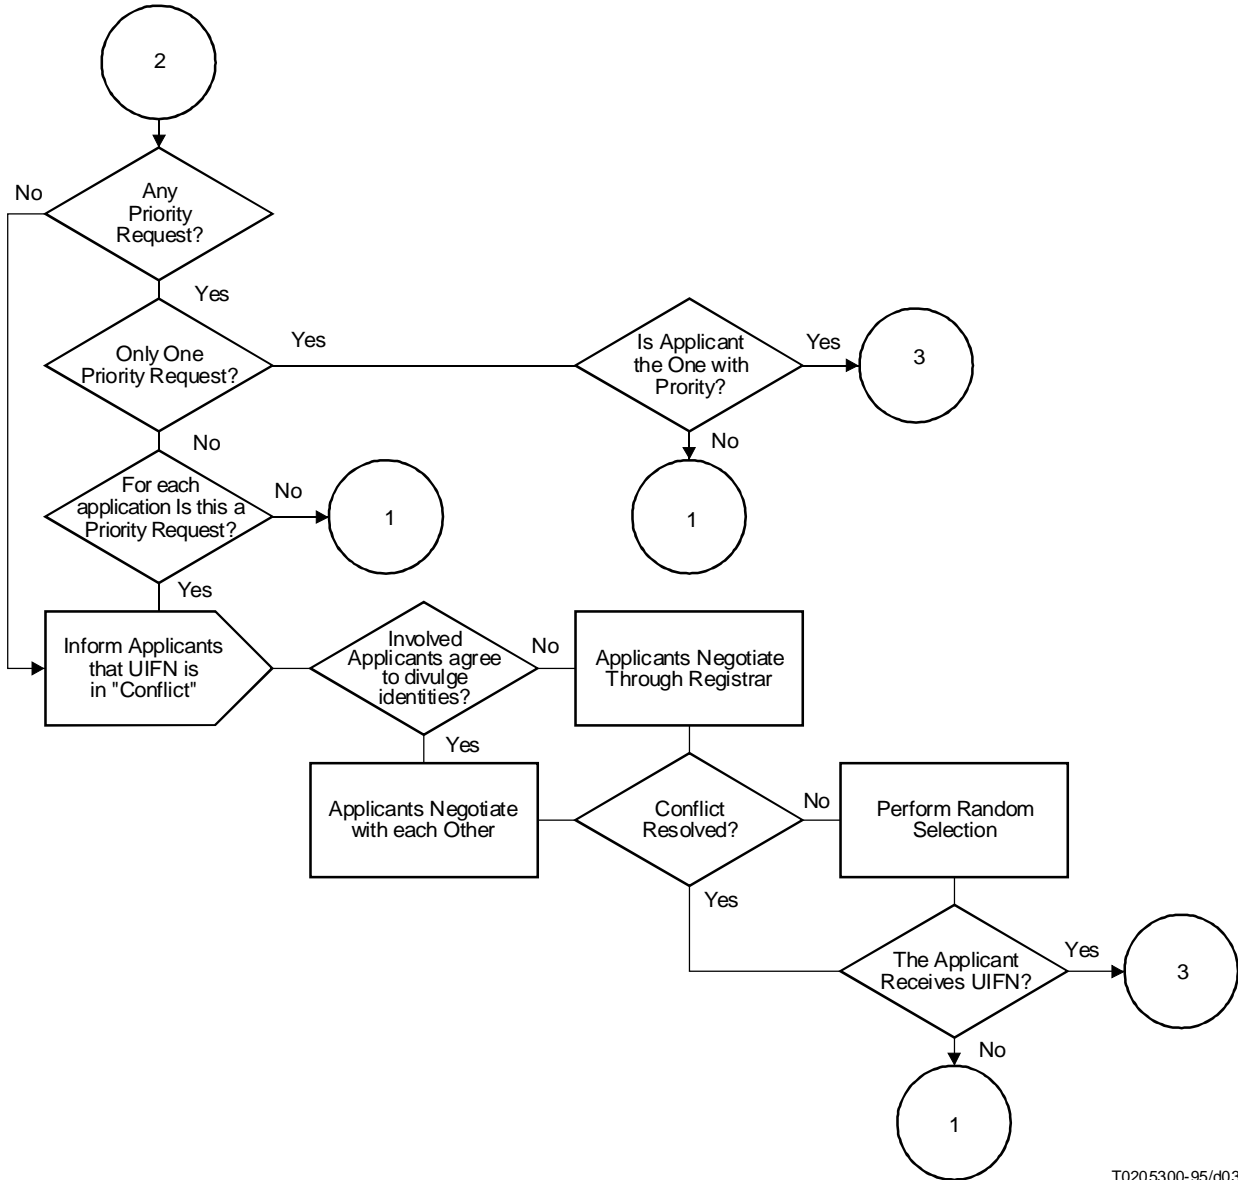 2
No
Any
Priority
Request?
Yes
Only One
Priority Request?
Yes
Is Applicant
the One with
Prority?
Yes
3
No
No
1
For each
application Is this a
Priority Request?
No
1
Yes
Inform Applicants
that UIFN is
in "Conflict"
Involved
Applicants agree
to divulge
identities?
No
Applicants Negotiate
Through Registrar
Yes
Applicants Negotiate
with each Other
Conflict
Resolved?
No
Perform Random
Selection
Yes
The Applicant
Receives UIFN?
Yes
3
No
1
T0205300-95/d03